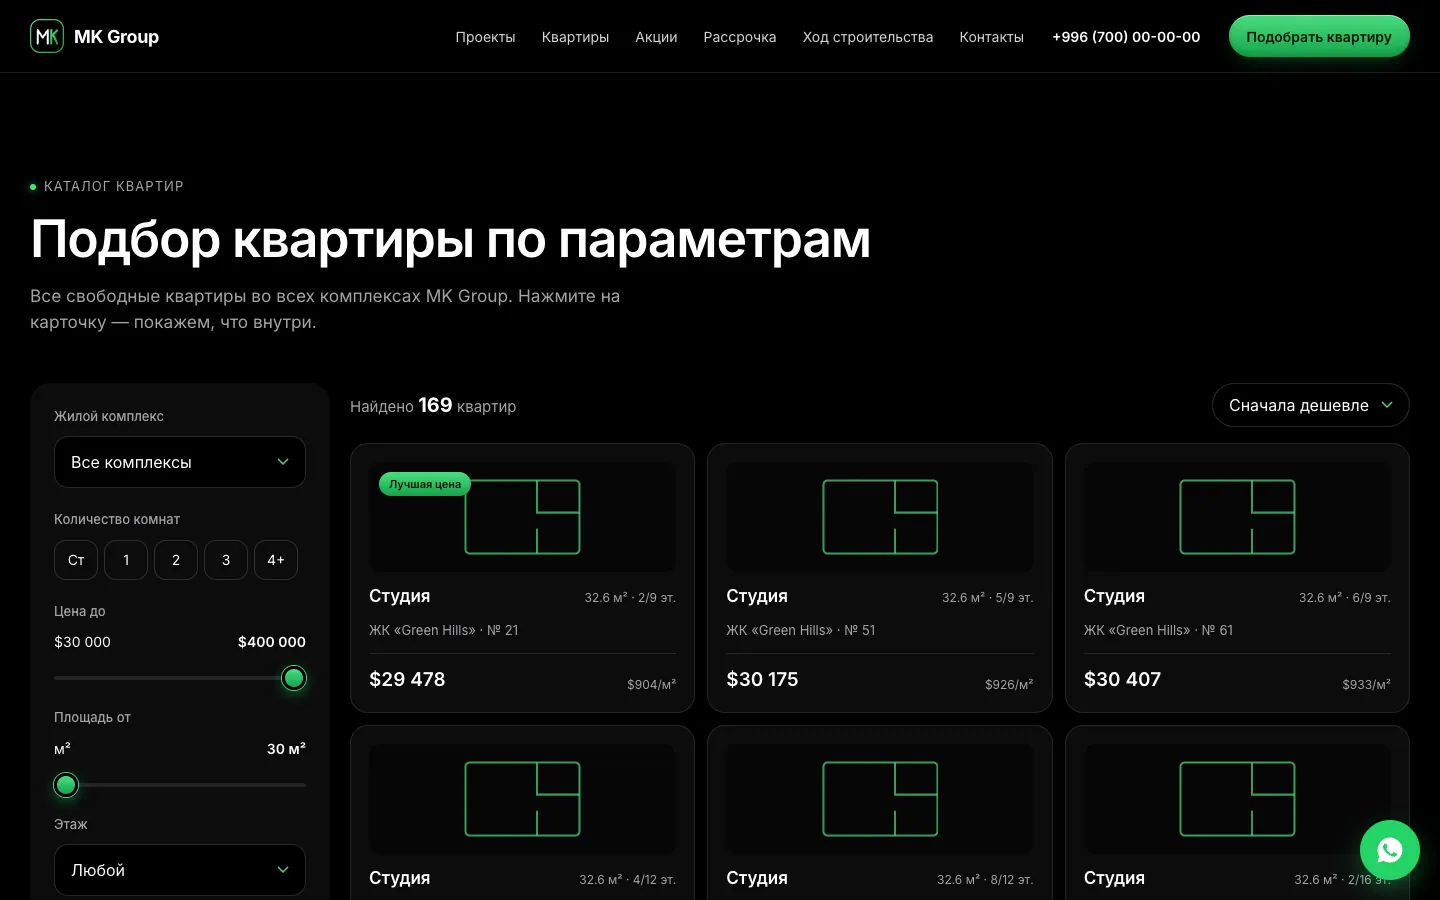 MK MK Group
Проекты Квартиры Акции Рассрочка Ход строительства Контакты +996 (700) 00-00-00 Подобрать квартиру
КАТАЛОГ КВАРТИР
Подбор квартиры по параметрам
Все свободные квартиры во всех комплексах MK Group. Нажмите на
карточку — покажем, что внутри.
Жилой комплекс
Все комплексы
Количество комнат
Ст 1 2 3 4+
Цена до
$30 000 $400 000
Площадь от
м² 30 м²
Этаж
Любой
Найдено 169 квартир
Сначала дешевле
Лучшая цена
Студия 32.6 м² · 2/9 эт.
ЖК «Green Hills» · № 21
$29 478 $904/м²
Студия 32.6 м² · 5/9 эт.
ЖК «Green Hills» · № 51
$30 175 $926/м²
Студия 32.6 м² · 6/9 эт.
ЖК «Green Hills» · № 61
$30 407 $933/м²
Студия 32.6 м² · 4/12 эт.
Студия 32.6 м² · 8/12 эт.
Студия 32.6 м² · 2/16 эт.